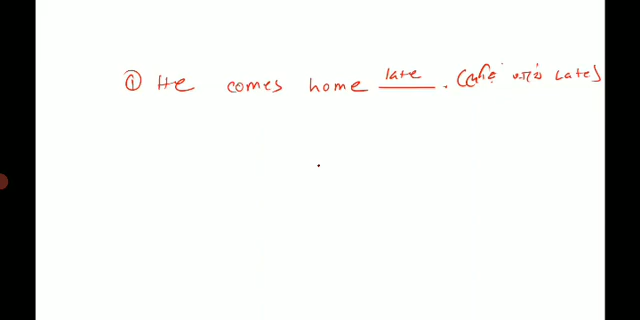 ① He comes home late . ( Late)